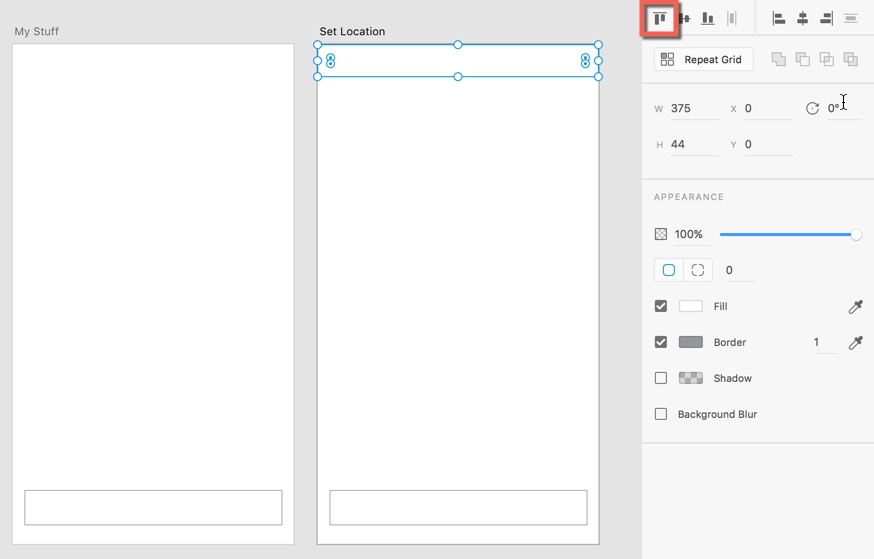 My Stuff
Set Location
Repeat Grid
W 375 X 0 0°
H 44 Y 0
APPEARANCE
100%
0
Fill
Border 1
Shadow
Background Blur